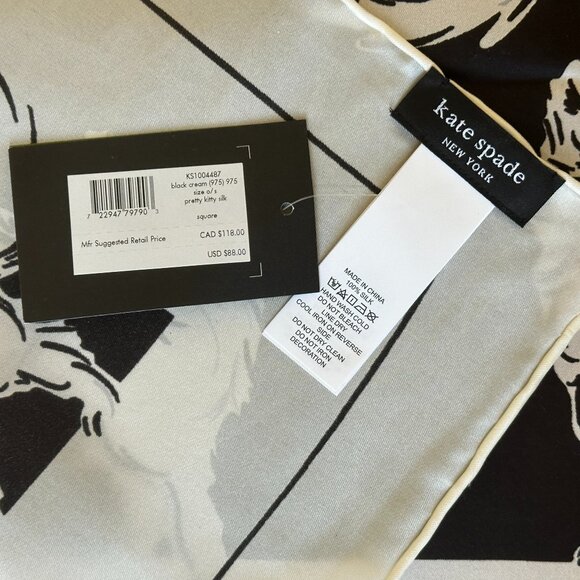 kate spade
NEW YORK
KS1004487
black cream (975) 975
size o/s
pretty kitty silk
square
7 22947 79790 3
Mfr Suggested Retail Price
CAD $118.00
USD $88.00
MADE IN CHINA
100% SILK
HAND WASH COLD
DO NOT BLEACH
LINE DRY
COOL IRON ON REVERSE
SIDE
DO NOT DRY CLEAN
DO NOT IRON
DECORATION